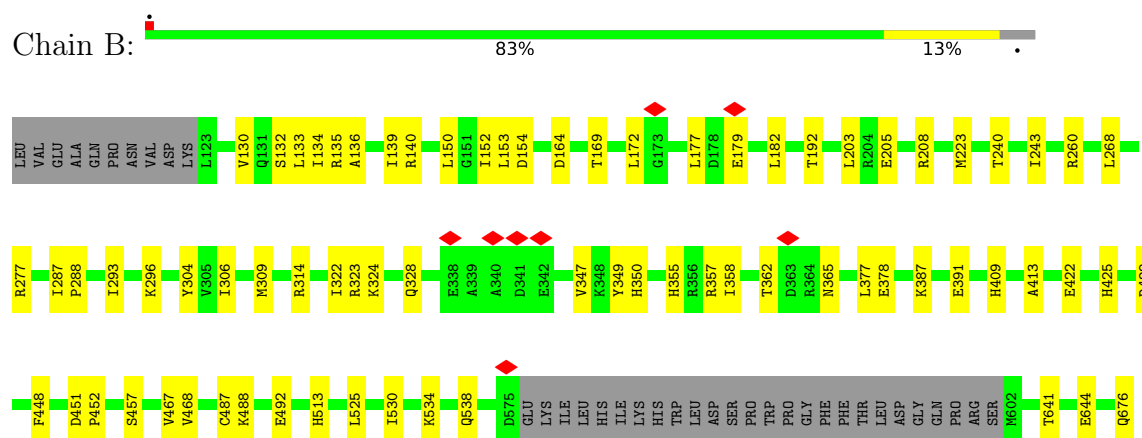 Chain B:
83% 13%
LEU VAL GLU ALA GLN PRO ASN VAL ASP LYS L123 V130 Q131 S132 L133 I134 R135 A136 I139 R140 L150 G151 I152 L153 D154 D164 T169 L172 G173 L177 D178 E179 L182 T192 L203 R204 E205 R208 M223 T240 I243 R260 L268
R277 I287 P288 I293 K296 Y304 V305 I306 M309 R314 I322 R323 K324 Q328 E338 A339 A340 D341 E342 V347 K348 Y349 H350 H355 R356 R357 I358 T362 D363 R364 N365 L377 E378 K387 E391 H409 A413 E422 H425
F448 D451 P452 S457 V467 V468 C487 K488 E492 H513 L525 I530 K534 Q538 D575 GLU LYS ILE LEU HIS ILE LYS HIS TRP LEU ASP SER PRO TRP PRO GLY PHE PHE THR LEU ASP GLY GLN PRO ARG SER M602 T641 E644 Q676